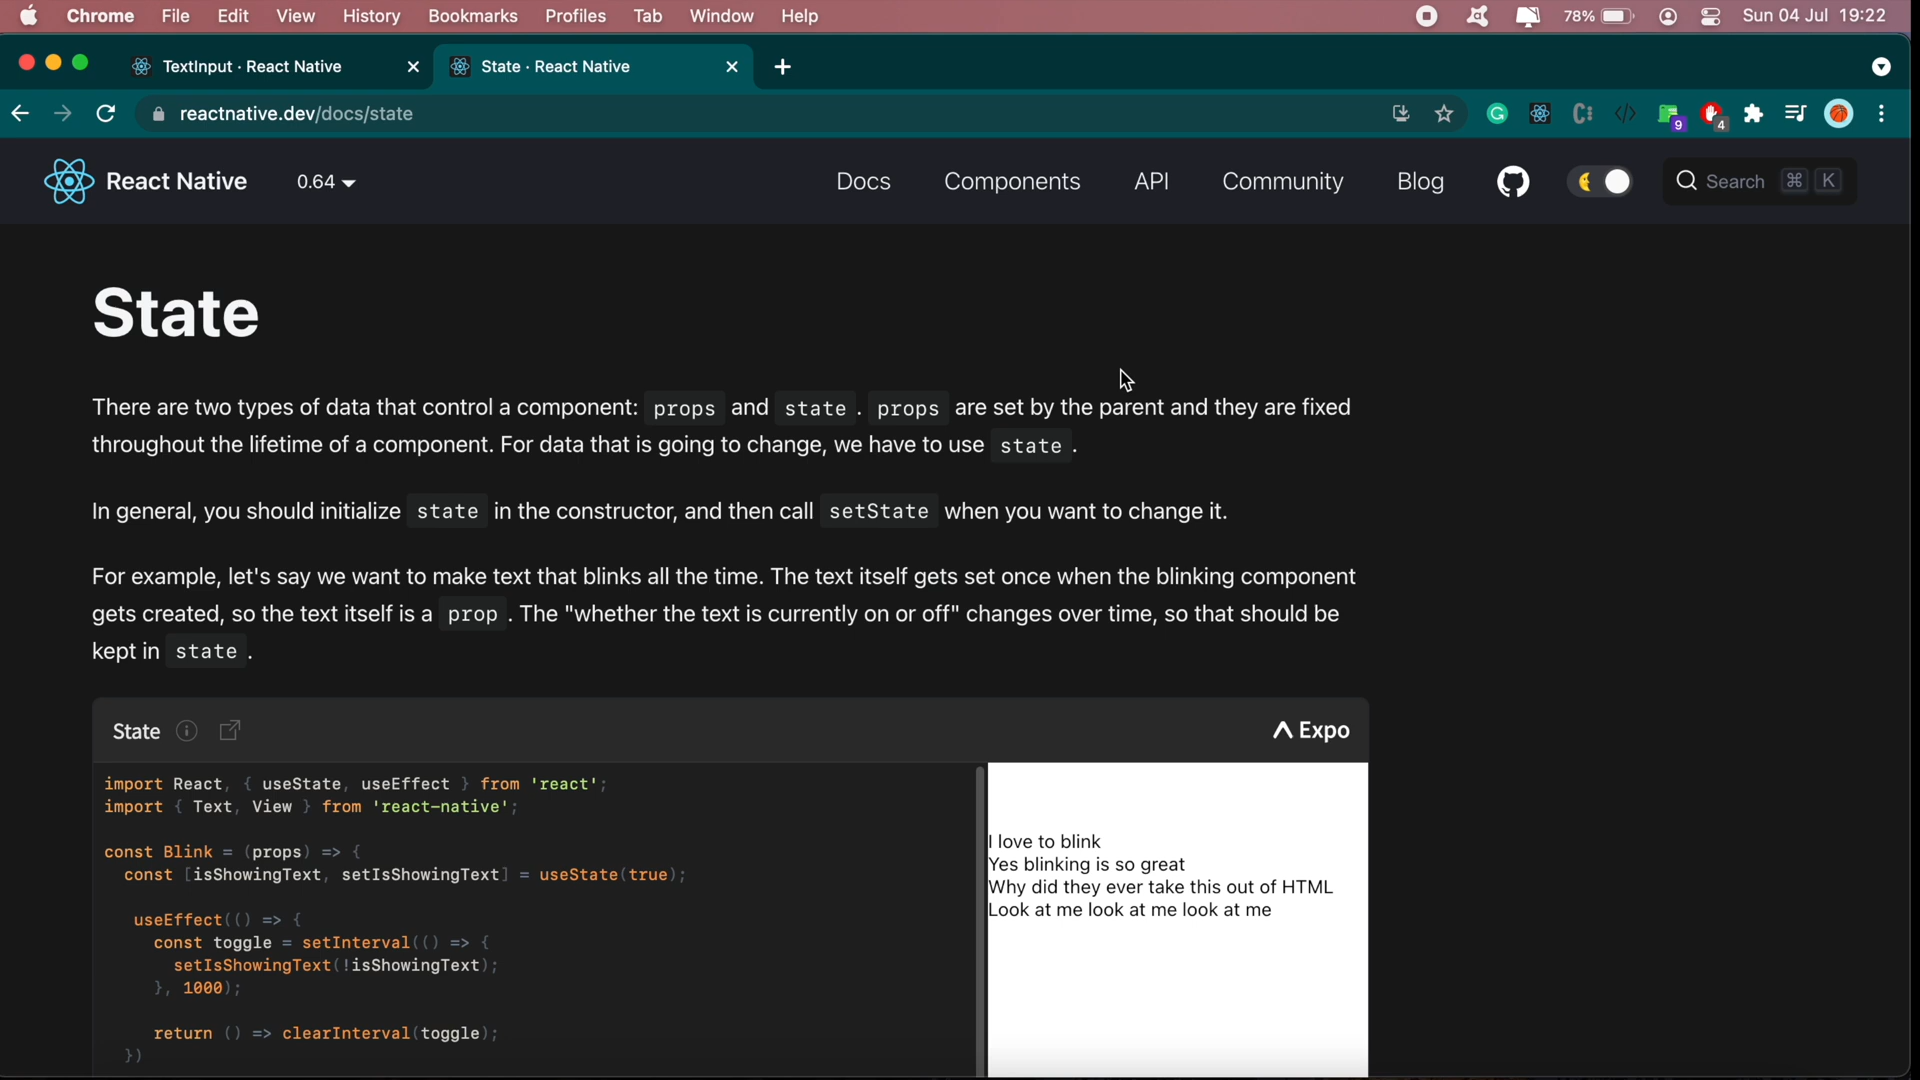 Chrome File Edit View History Bookmarks Profiles Tab Window Help 78% Sun 04 Jul 19:22
TextInput · React Native State · React Native
reactnative.dev/docs/state 9 4
React Native 0.64 Docs Components API Community Blog Search ⌘ K
State
There are two types of data that control a component: props and state . props are set by the parent and they are fixed
throughout the lifetime of a component. For data that is going to change, we have to use state .
In general, you should initialize state in the constructor, and then call setState when you want to change it.
For example, let's say we want to make text that blinks all the time. The text itself gets set once when the blinking component
gets created, so the text itself is a prop . The "whether the text is currently on or off" changes over time, so that should be
kept in state .
State Expo
import React, { useState, useEffect } from 'react';
import { Text, View } from 'react-native';
const Blink = (props) => {
const [isShowingText, setIsShowingText] = useState(true);
useEffect(() => {
const toggle = setInterval(() => {
setIsShowingText(!isShowingText);
}, 1000);
return () => clearInterval(toggle);
})
I love to blink
Yes blinking is so great
Why did they ever take this out of HTML
Look at me look at me look at me